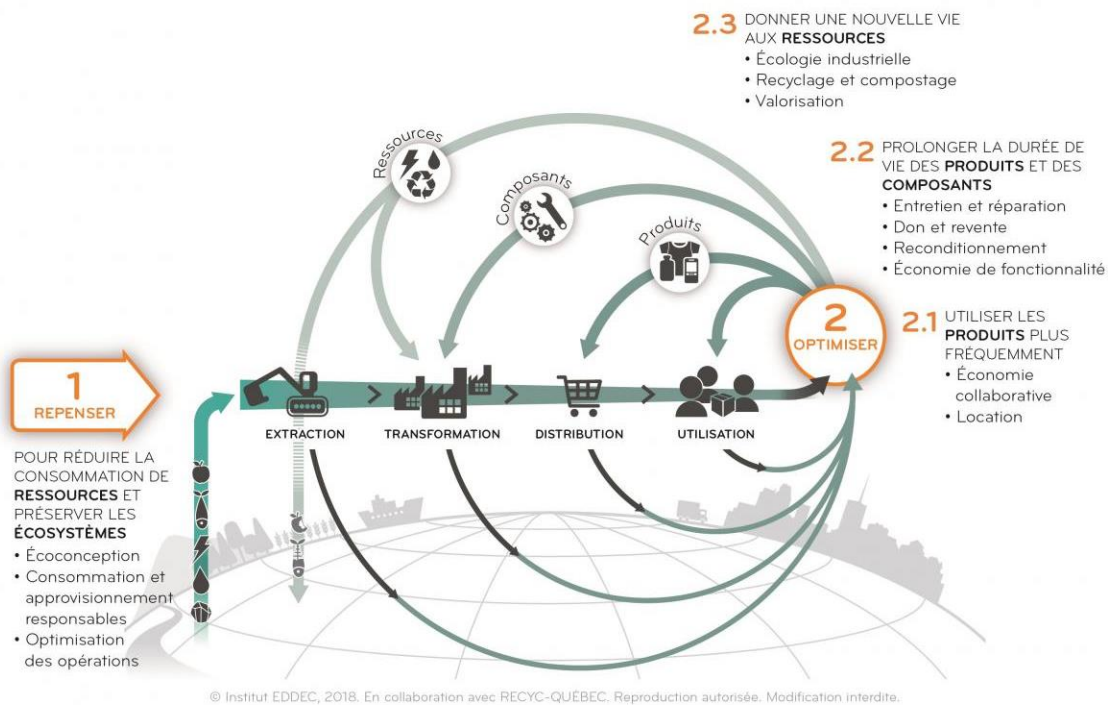 2.3 DONNER UNE NOUVELLE VIE
AUX RESSOURCES
• Écologie industrielle
• Recyclage et compostage
• Valorisation
Ressources
Composants
Produits
2.2 PROLONGER LA DURÉE DE
VIE DES PRODUITS ET DES
COMPOSANTS
• Entretien et réparation
• Don et revente
• Reconditionnement
• Économie de fonctionnalité
2
OPTIMISER
2.1 UTILISER LES
PRODUITS PLUS
FRÉQUEMMENT
• Économie
collaborative
• Location
1
REPENSER
POUR RÉDUIRE LA
CONSOMMATION DE
RESSOURCES ET
PRÉSERVER LES
ÉCOSYSTÈMES
• Écoconception
• Consommation et
approvisionnement
responsables
• Optimisation
des opérations
EXTRACTION
TRANSFORMATION
DISTRIBUTION
UTILISATION
© Institut EDDEC, 2018. En collaboration avec RECYC-QUÉBEC. Reproduction autorisée. Modification interdite.